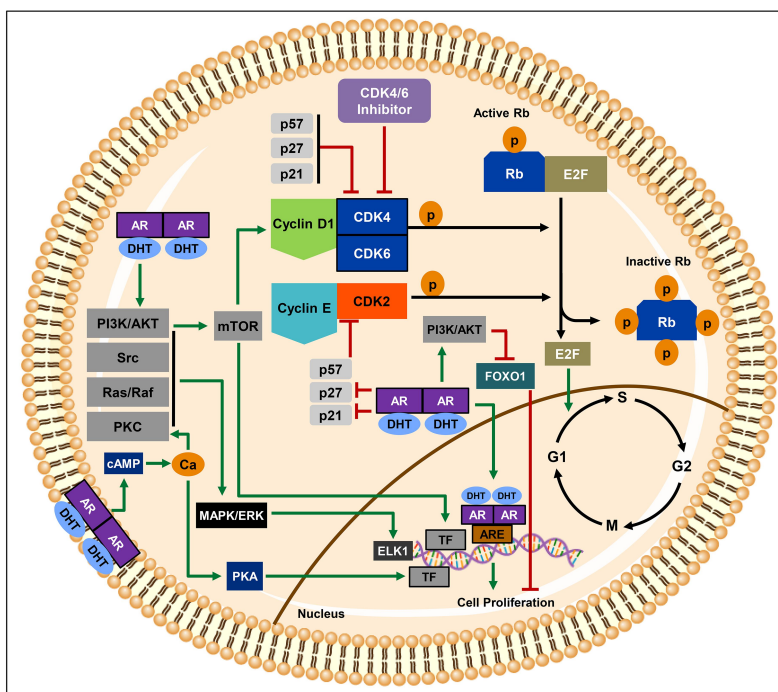 CDK4/6
Inhibitor
p57
p27
p21
Active Rb
p
Rb
E2F
AR
AR
DHT
DHT
Cyclin D1
CDK4
CDK6
p
Inactive Rb
p
p
Rb
p
p
Cyclin E
CDK2
p
PI3K/AKT
mTOR
Src
Ras/Raf
PKC
PI3K/AKT
FOXO1
E2F
p57
p27
p21
AR
AR
DHT
DHT
S
G1
G2
M
cAMP
Ca
AR
AR
DHT
DHT
MAPK/ERK
DHT
DHT
AR
AR
ARE
TF
ELK1
TF
PKA
Cell Proliferation
Nucleus